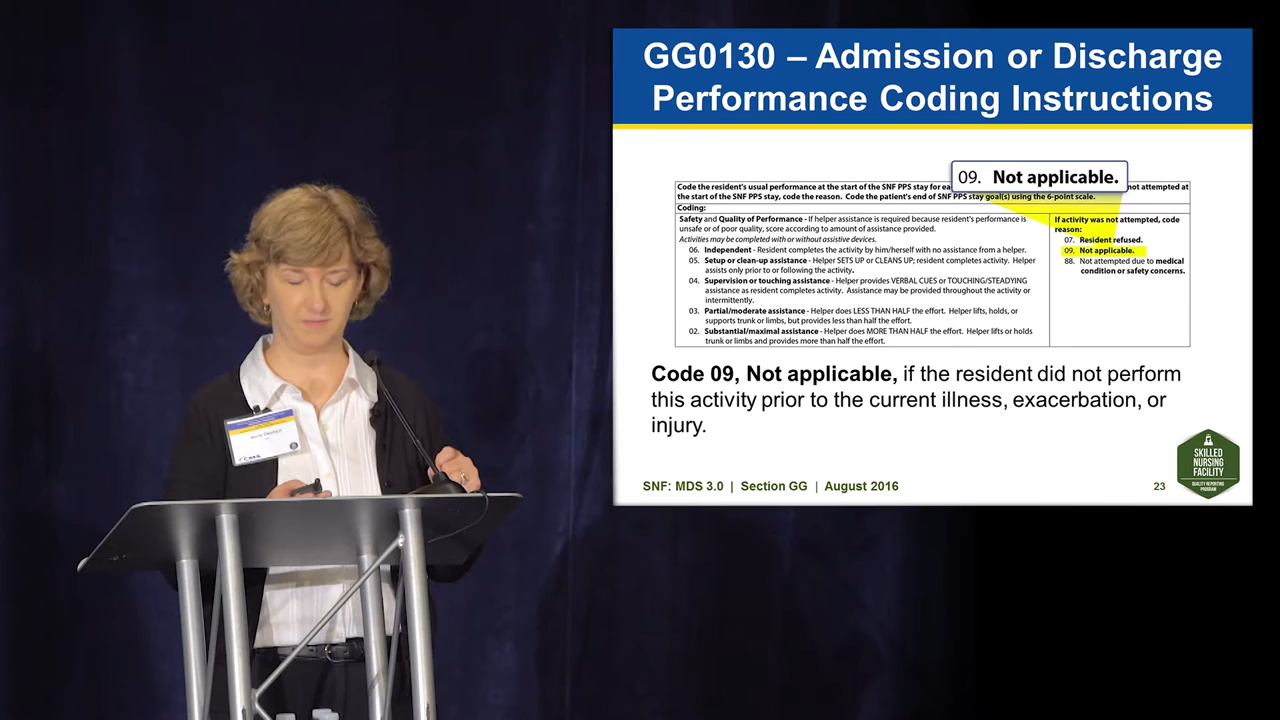 GG0130 – Admission or Discharge
Performance Coding Instructions
09. Not applicable.
Code the resident's usual performance at the start of the SNF PPS stay for ea
not attempted at
the start of the SNF PPS stay, code the reason. Code the patient's end of SNF PPS stay goal(s) using the 6-point scale.
Coding:
Safety and Quality of Performance - If helper assistance is required because resident's performance is
unsafe or of poor quality, score according to amount of assistance provided.
Activities may be completed with or without assistive devices.
06. Independent - Resident completes the activity by him/herself with no assistance from a helper.
05. Setup or clean-up assistance - Helper SETS UP or CLEANS UP; resident completes activity. Helper
assists only prior to or following the activity.
04. Supervision or touching assistance - Helper provides VERBAL CUES or TOUCHING/STEADYING
assistance as resident completes activity. Assistance may be provided throughout the activity or
intermittently.
03. Partial/moderate assistance - Helper does LESS THAN HALF the effort. Helper lifts, holds, or
supports trunk or limbs, but provides less than half the effort.
02. Substantial/maximal assistance - Helper does MORE THAN HALF the effort. Helper lifts or holds
trunk or limbs and provides more than half the effort.
If activity was not attempted, code
reason:
07. Resident refused.
09. Not applicable.
88. Not attempted due to medical
condition or safety concerns.
Code 09, Not applicable, if the resident did not perform
this activity prior to the current illness, exacerbation, or
injury.
SNF: MDS 3.0 | Section GG | August 2016
23
SKILLED
NURSING
FACILITY
QUALITY REPORTING
PROGRAM
CMS